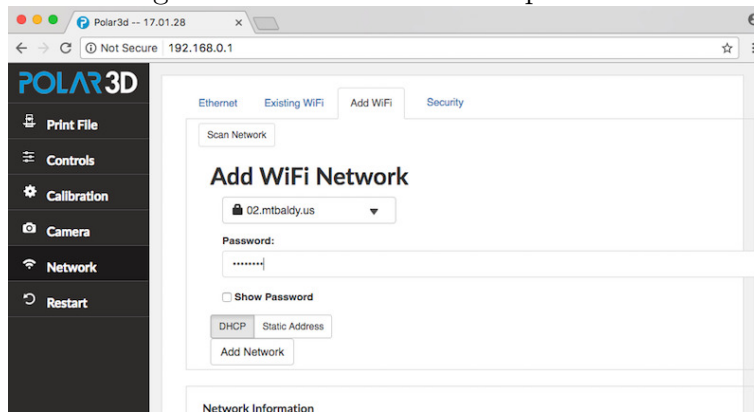 Polar3d -- 17.01.28
Not Secure 192.168.0.1
POLAR3D
Print File
Controls
Calibration
Camera
Network
Restart
Ethernet Existing WiFi Add WiFi Security
Scan Network
Add WiFi Network
02.mtbaldy.us
Password:
••••••••
Show Password
DHCP Static Address
Add Network
Network Information